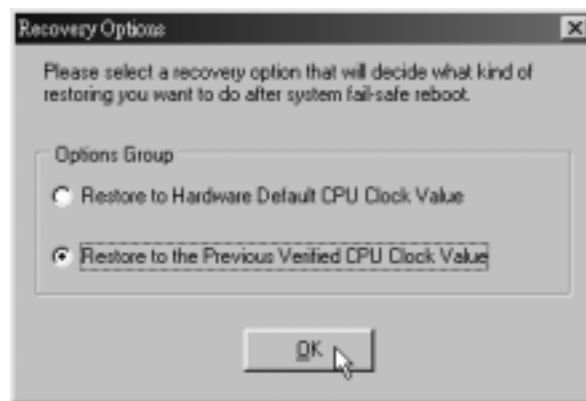 Recovery Options
Please select a recovery option that will decide what kind of
restoring you want to do after system fail-safe reboot.
Options Group
Restore to Hardware Default CPU Clock Value
Restore to the Previous Verified CPU Clock Value
OK